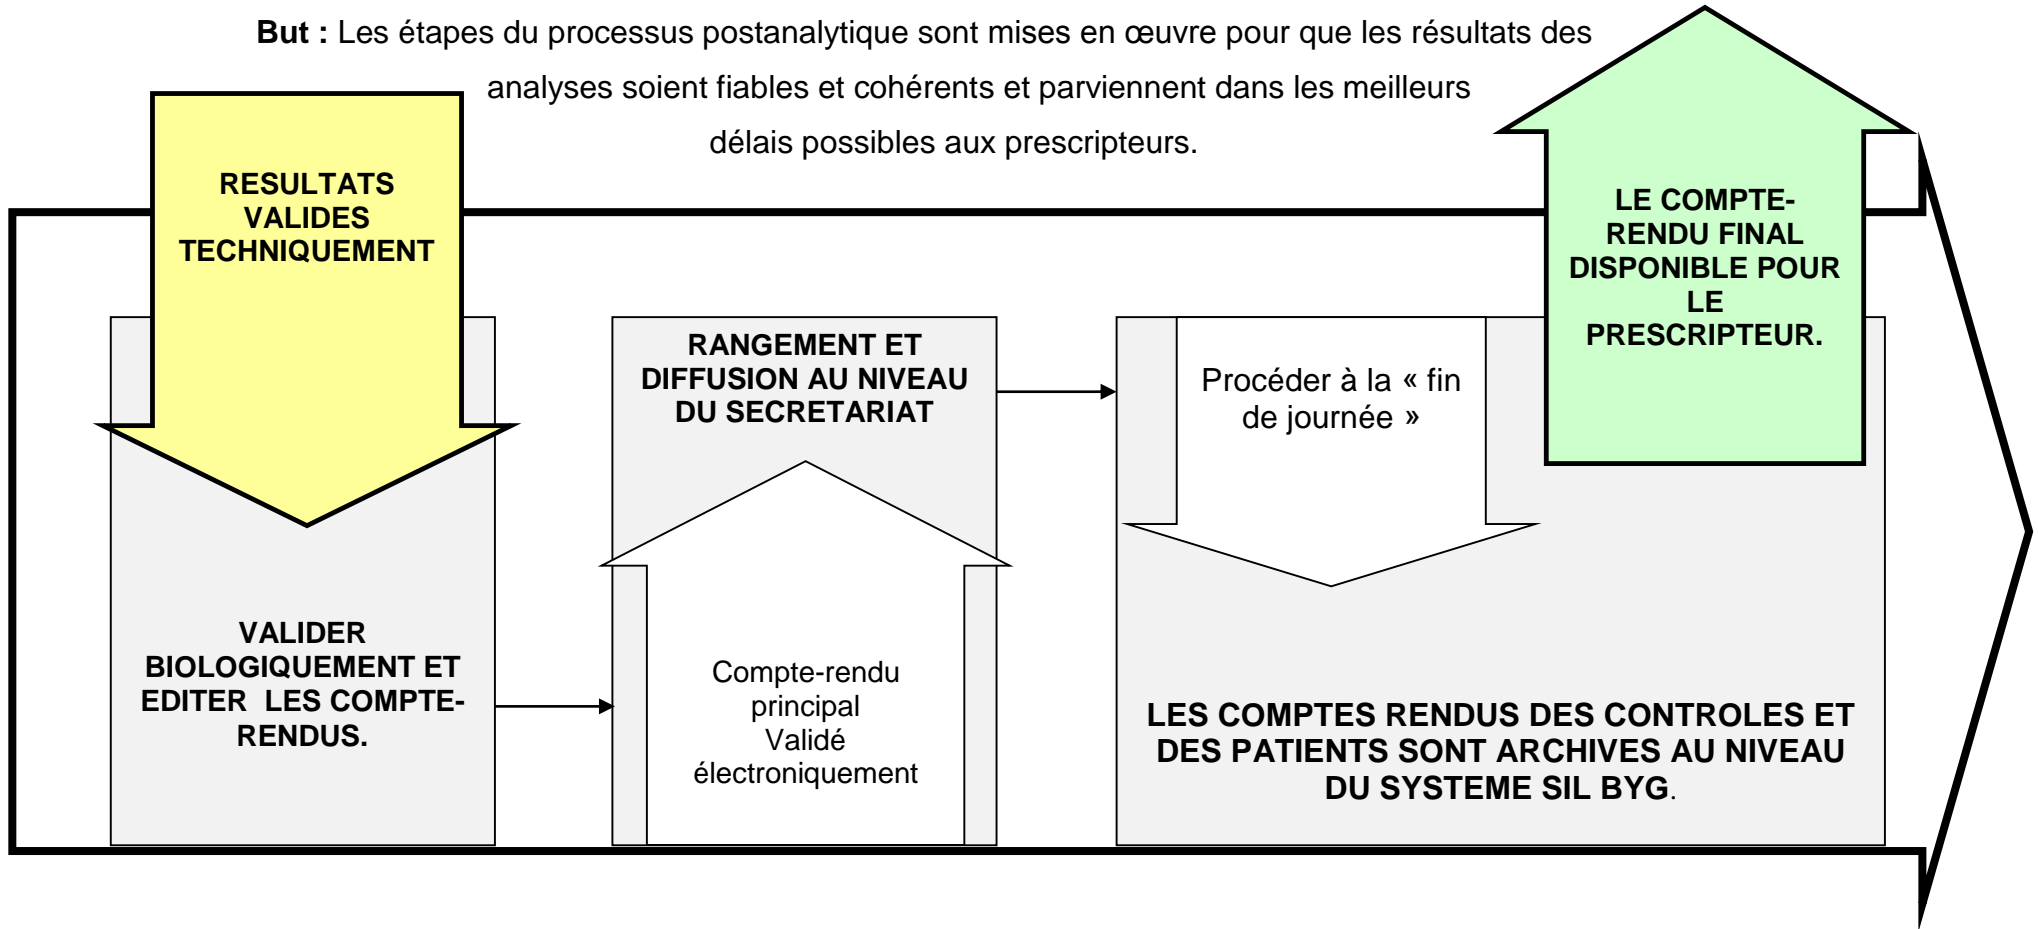 But : Les étapes du processus postanalytique sont mises en œuvre pour que les résultats des
analyses soient fiables et cohérents et parviennent dans les meilleurs
délais possibles aux prescripteurs.
RESULTATS
VALIDES
TECHNIQUEMENT
VALIDER
BIOLOGIQUEMENT ET
EDITER LES COMPTE-
RENDUS.
RANGEMENT ET
DIFFUSION AU NIVEAU
DU SECRETARIAT
Compte-rendu
principal
Validé
électroniquement
Procéder à la « fin
de journée »
LES COMPTES RENDUS DES CONTROLES ET
DES PATIENTS SONT ARCHIVES AU NIVEAU
DU SYSTEME SIL BYG.
LE COMPTE-
RENDU FINAL
DISPONIBLE POUR
LE
PRESCRIPTEUR.